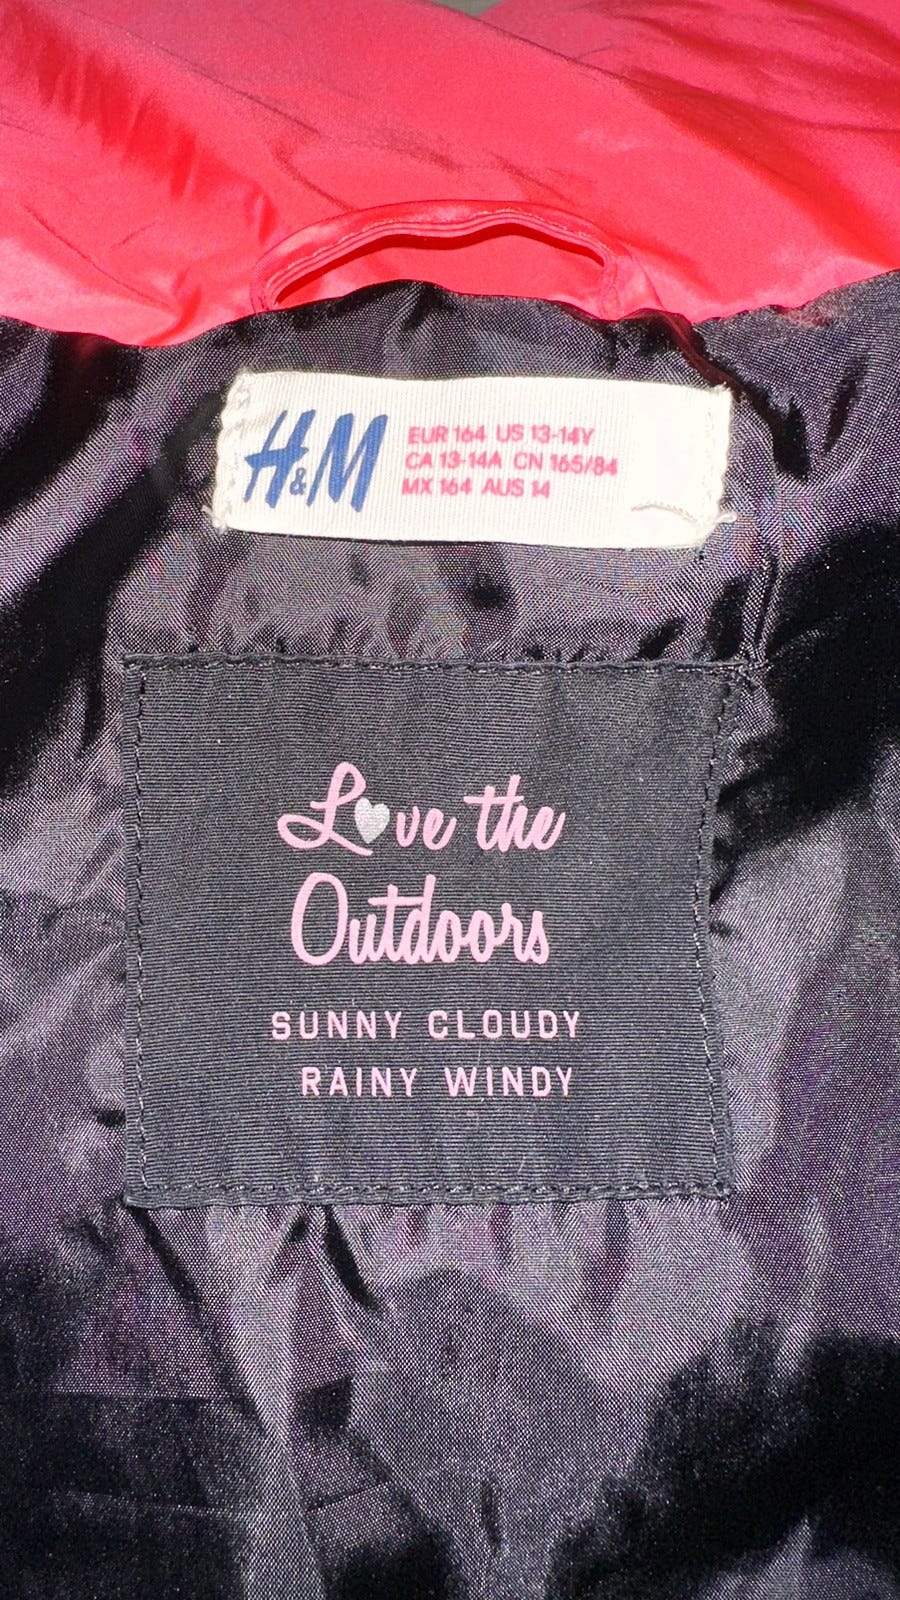 H&M
EUR 164 US 13-14Y
CA 13-14A CN 165/84
MX 164 AUS 14
Love the
Outdoors
SUNNY CLOUDY
RAINY WINDY